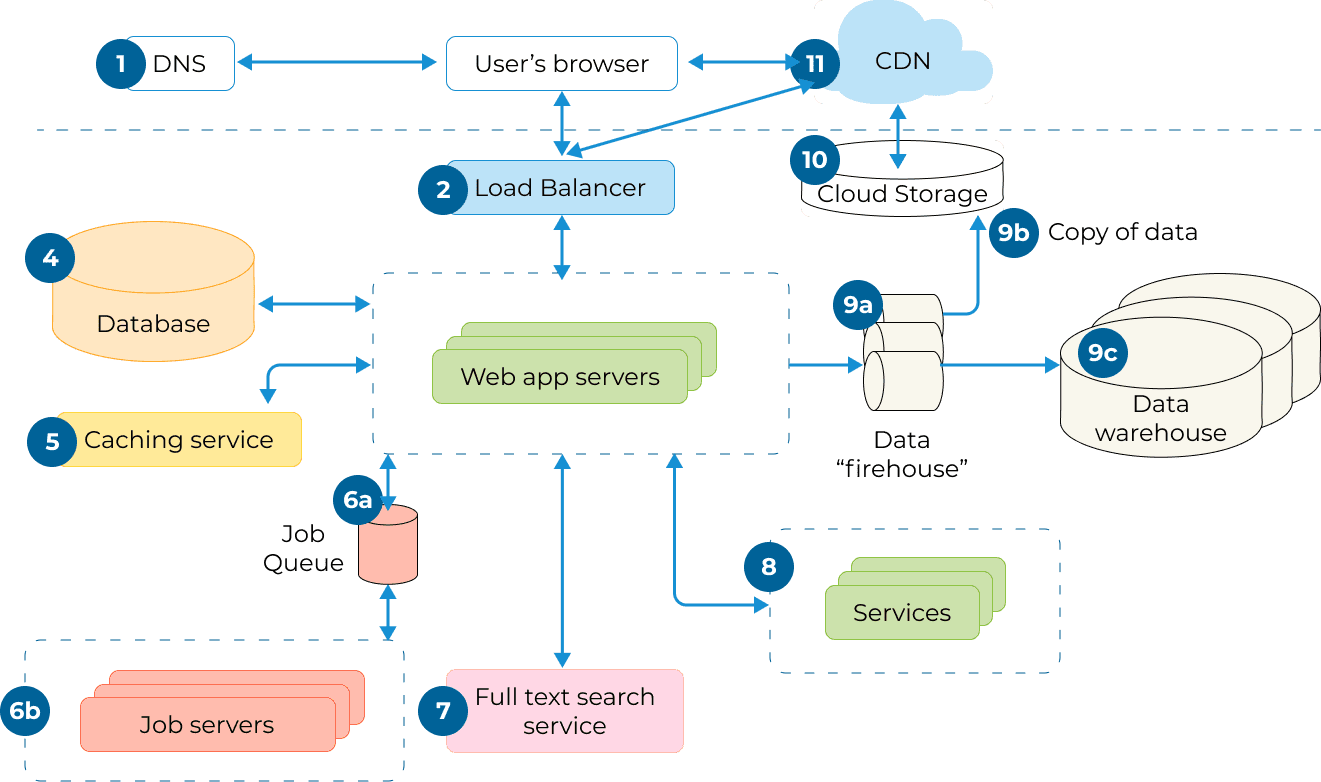 1 DNS
User’s browser
11
CDN
10
Cloud Storage
2 Load Balancer
9b Copy of data
4
Database
9a
9c
Web app servers
Data
warehouse
Data
“firehouse”
5 Caching service
6a
Job
Queue
8
Services
6b
Job servers
7
Full text search
service